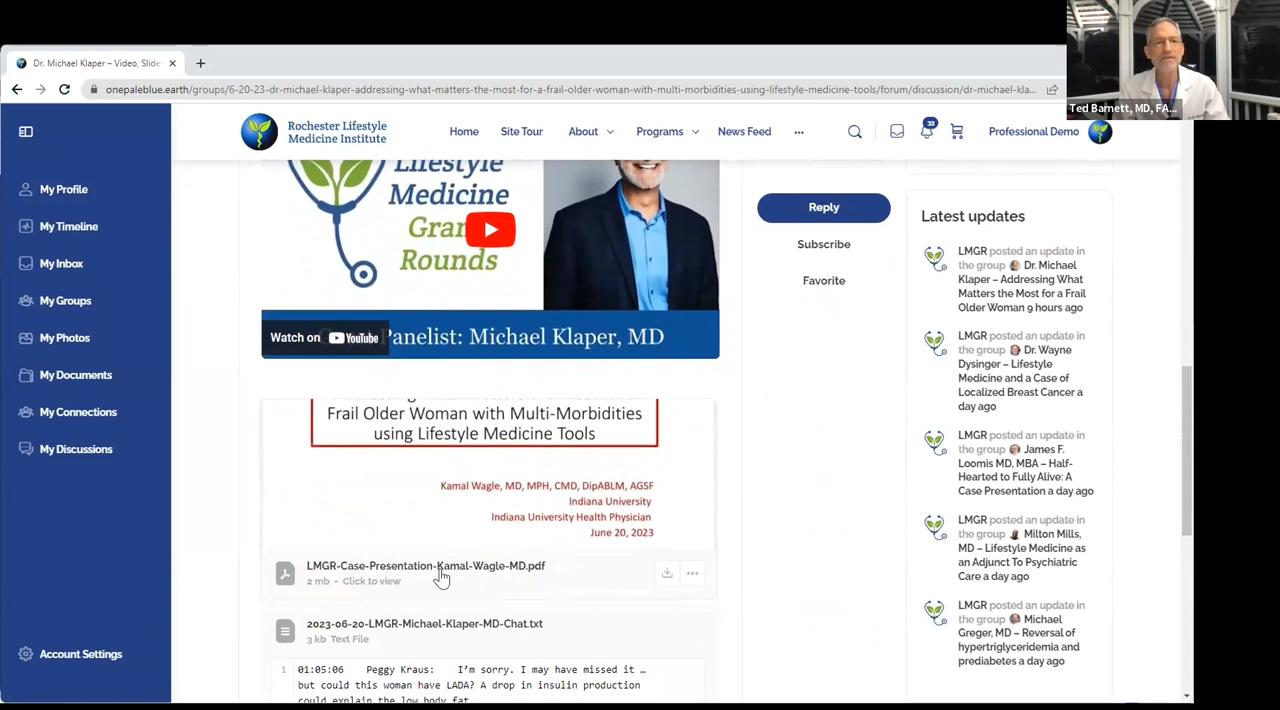 Ted Barnett, MD, FA...
Dr. Michael Klaper – Video, Slide
onepaleblue.earth/groups/6-20-23-dr-michael-klaper-addressing-what-matters-the-most-for-a-frail-older-woman-with-multi-morbidities-using-lifestyle-medicine-tools/forum/discussion/dr-michael-kla...
Rochester Lifestyle
Medicine Institute
Home
Site Tour
About
Programs
News Feed
33
Professional Demo
My Profile
My Timeline
My Inbox
My Groups
My Photos
My Documents
My Connections
My Discussions
Account Settings
Lifestyle
Medicine
Grand
Rounds
Watch on YouTube
Panelist: Michael Klaper, MD
Frail Older Woman with Multi-Morbidities
using Lifestyle Medicine Tools
Kamal Wagle, MD, MPH, CMD, DipABLM, AGSF
Indiana University
Indiana University Health Physician
June 20, 2023
LMGR-Case-Presentation-Kamal-Wagle-MD.pdf
2 mb - Click to view
2023-06-20-LMGR-Michael-Klaper-MD-Chat.txt
3 kb Text File
1 01:05:06 Peggy Kraus: I'm sorry. I may have missed it …
but could this woman have LADA? A drop in insulin production
could explain the low body fat
Reply
Subscribe
Favorite
Latest updates
LMGR posted an update in
the group Dr. Michael
Klaper – Addressing What
Matters the Most for a Frail
Older Woman 9 hours ago
LMGR posted an update in
the group Dr. Wayne
Dysinger – Lifestyle
Medicine and a Case of
Localized Breast Cancer a
day ago
LMGR posted an update in
the group James F.
Loomis MD, MBA – Half-
Hearted to Fully Alive: A
Case Presentation a day ago
LMGR posted an update in
the group Milton Mills,
MD – Lifestyle Medicine as
an Adjunct To Psychiatric
Care a day ago
LMGR posted an update in
the group Michael
Greger, MD – Reversal of
hypertriglyceridemia and
prediabetes a day ago